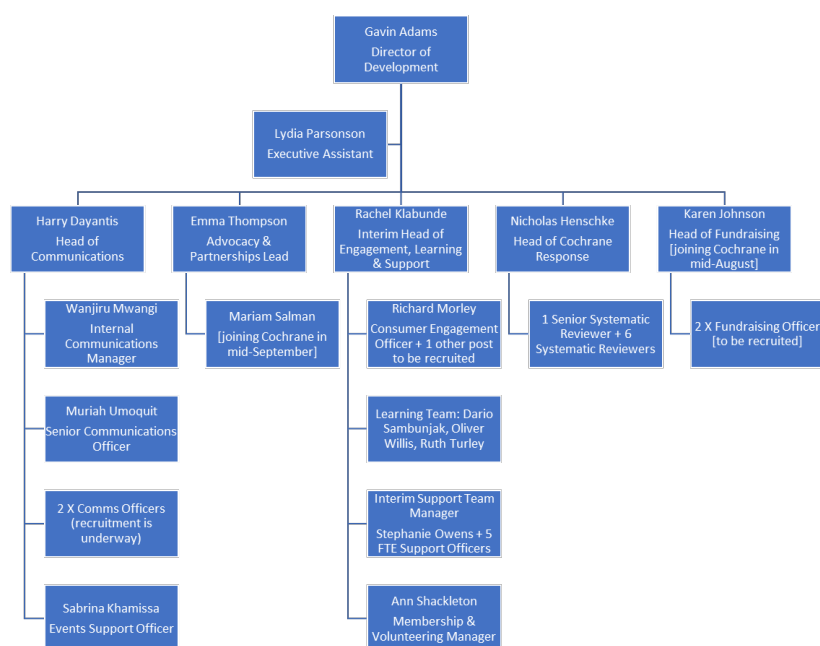 Gavin Adams
Director of
Development
Lydia Parsonson
Executive Assistant
Harry Dayantis
Head of
Communications
Emma Thompson
Advocacy &
Partnerships Lead
Rachel Klabunde
Interim Head of
Engagement, Learning
& Support
Nicholas Henschke
Head of Cochrane
Response
Karen Johnson
Head of Fundraising
[joining Cochrane in
mid-August]
Wanjiru Mwangi
Internal
Communications
Manager
Mariam Salman
[joining Cochrane in
mid-September]
Richard Morley
Consumer Engagement
Officer + 1 other post
to be recruited
1 Senior Systematic
Reviewer + 6
Systematic Reviewers
2 X Fundraising Officer
[to be recruited]
Muriah Umoquit
Senior Communications
Officer
Learning Team: Dario
Sambunjak, Oliver
Willis, Ruth Turley
2 X Comms Officers
(recruitment is
underway)
Interim Support Team
Manager
Stephanie Owens + 5
FTE Support Officers
Sabrina Khamissa
Events Support Officer
Ann Shackleton
Membership &
Volunteering Manager